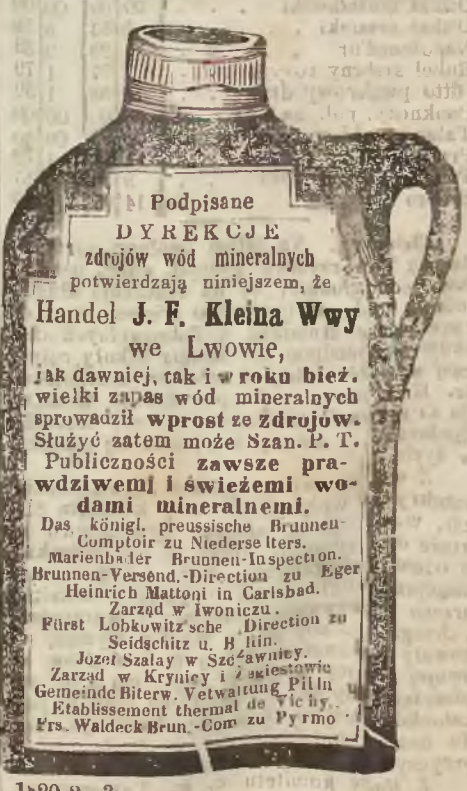 Podpisane
DYREKCJE
zdrojów wód mineralnych
potwierdzają niniejszem, że
Handel J. F. Kleina Wwy
we Lwowie,
jak dawniej, tak i w roku bież.
wielki zapas wód mineralnych
sprowadził wprost ze zdrojów.
Służyć zatem może Szan. P. T.
Publiczności zawsze pra-
wdziwemi i świeżemi wo-
dami mineralnemi.
Das königl. preussische Brunnen-
Comptoir zu Niederselters.
Marienbader Brunnen-Inspection.
Brunnen-Versend.-Direction zu Eger
Heinrich Mattoni in Carlsbad.
Zarząd w Iwoniczu.
Fürst Lobkowitz'sche Direction zu
Seidschitz u. Bilin.
Jozef Szalay w Szczawnicy.
Zarząd w Krynicy i
Gemeinde Biterw. Vetwaltung Pilln
Etablissement thermal de Vichy.
Frs. Waldeck Brun.-Com zu Pyrmo